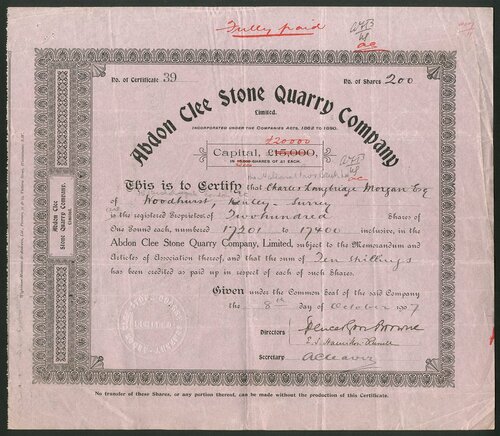 Fully paid
No. of Certificate 39
No. of Shares 200
Abdon Clee Stone Quarry Company
Limited.
INCORPORATED UNDER THE COMPANIES ACTS, 1862 TO 1890.
£20000
Capital, £15,000,
IN SHARES OF £1 EACH.
This is to Certify that Charles Langbridge Morgan Esq
of Woodhurst, Kenley Surrey
is the registered Proprietor of Two hundred Shares of
One Pound each, numbered 17201 to 17400 inclusive, in the
Abdon Clee Stone Quarry Company, Limited, subject to the Memorandum and
Articles of Association thereof, and that the sum of Ten Shillings
has been credited as paid up in respect of each of such Shares.
Given under the Common Seal of the said Company
the 8th day of October 1907
Directors
Secretary
Abdon Clee
Stone Quarry Company,
LIMITED.
LIMITED
No transfer of these Shares, or any portion thereof, can be made without the production of this Certificate.